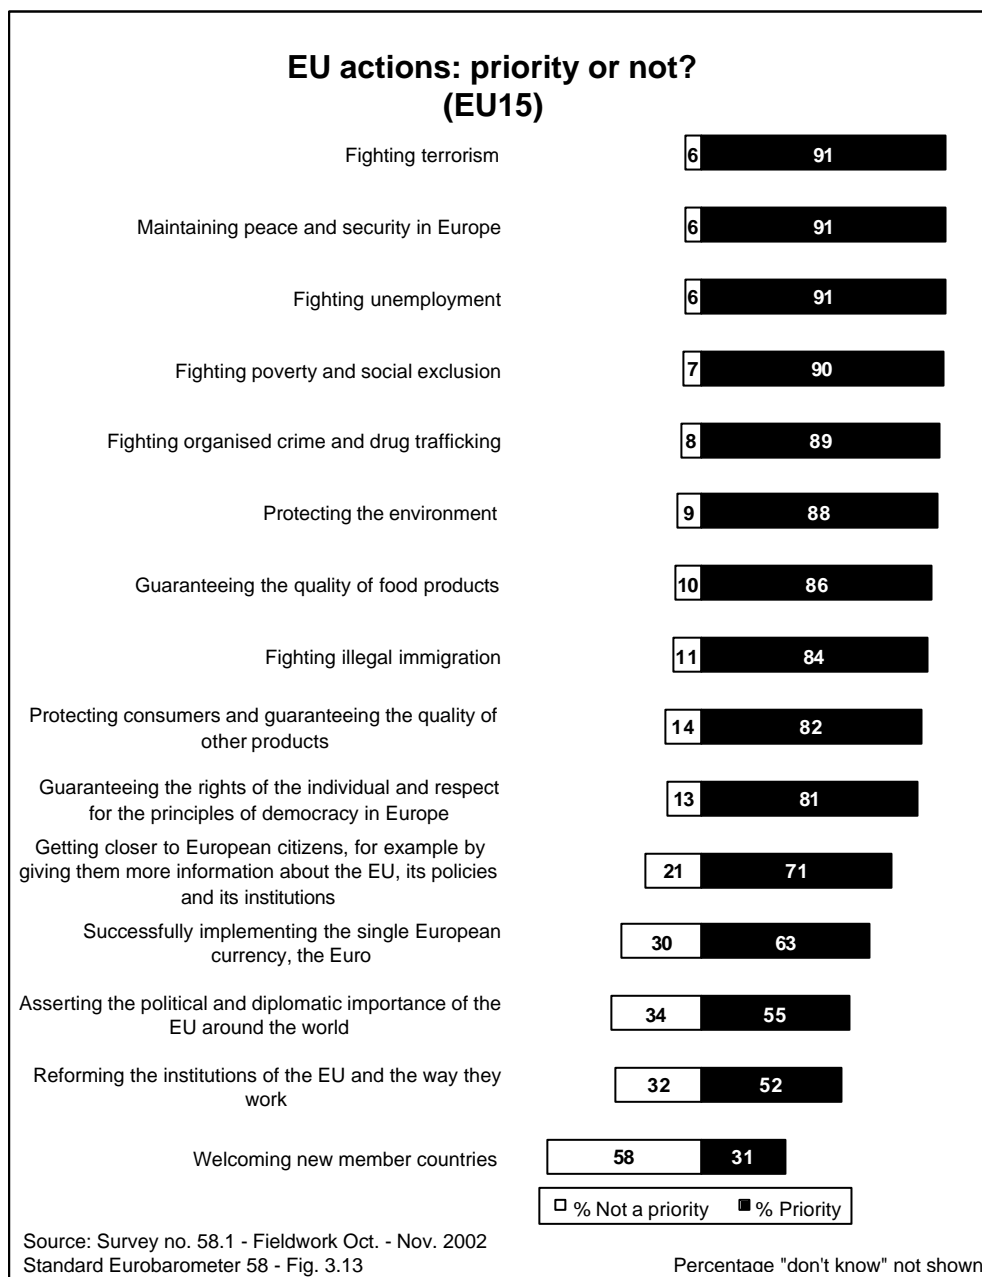 EU actions: priority or not?
(EU15)
Fighting terrorism 6 91
Maintaining peace and security in Europe 6 91
Fighting unemployment 6 91
Fighting poverty and social exclusion 7 90
Fighting organised crime and drug trafficking 8 89
Protecting the environment 9 88
Guaranteeing the quality of food products 10 86
Fighting illegal immigration 11 84
Protecting consumers and guaranteeing the quality of
other products 14 82
Guaranteeing the rights of the individual and respect
for the principles of democracy in Europe 13 81
Getting closer to European citizens, for example by
giving them more information about the EU, its policies
and its institutions 21 71
Successfully implementing the single European
currency, the Euro 30 63
Asserting the political and diplomatic importance of the
EU around the world 34 55
Reforming the institutions of the EU and the way they
work 32 52
Welcoming new member countries 58 31
% Not a priority % Priority
Source: Survey no. 58.1 - Fieldwork Oct. - Nov. 2002
Standard Eurobarometer 58 - Fig. 3.13 Percentage "don't know" not shown